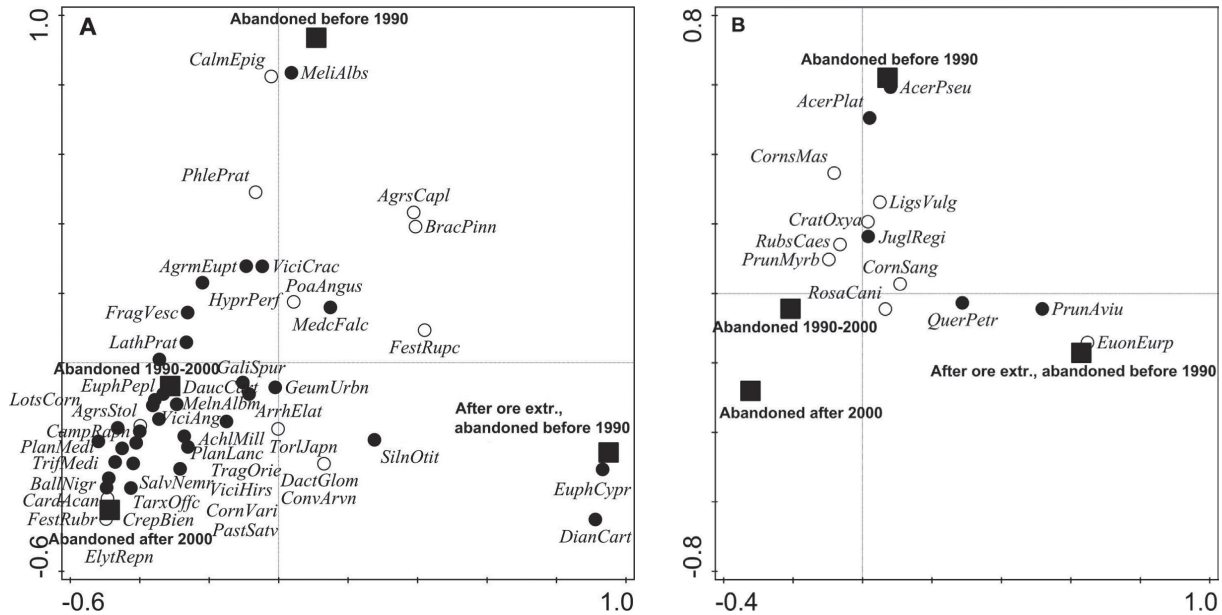 1.0
A
Abandoned before 1990
CalmEpig
MeliAlbs
PhlePrat
AgrsCapl
BracPinn
AgrmEupt
ViciCrac
HyprPerf
PoaAngus
FragVesc
MedcFalc
LathPrat
FestRupc
Abandoned 1990-2000
GaliSpur
EuphPepl
DaucCart
GeumUrbn
LotsCorn
MelnAlbm
AgrsStol
ViciAng
ArrhElat
After ore extr.,
abandoned before 1990
CampRapn
AchlMill
TorlJapn
SilnOtit
PlanMedi
PlanLanc
TrifMedi
TragOrie
DactGlom
BallNigr
SalvNemr
ViciHirs
ConvArvn
EuphCypr
CardAcan
TarxOffc
CornVari
FestRubr
CrepBien
PastSatv
DianCart
Abandoned after 2000
ElytRepn
-0.6
-0.6
1.0
0.8
B
Abandoned before 1990
AcerPlat
AcerPseu
CornsMas
LigsVulg
CratOxya
RubsCaes
JuglRegi
PrunMyrb
CornSang
RosaCani
Abandoned 1990-2000
QuerPetr
PrunAviu
EuonEurp
After ore extr., abandoned before 1990
Abandoned after 2000
-0.8
-0.4
1.0